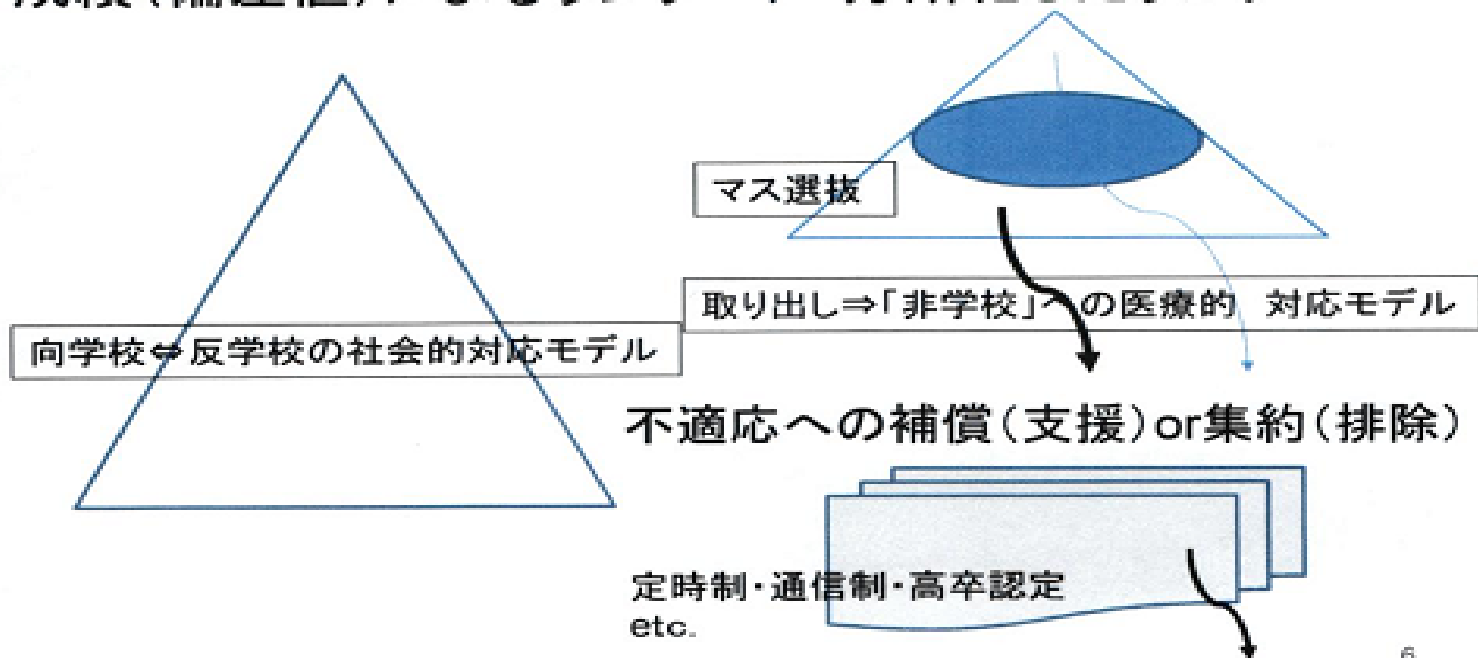 マス選抜
取り出し⇒「非学校」への医療的 対応モデル
向学校⇔反学校の社会的対応モデル
不適応への補償(支援)or集約(排除)
定時制・通信制・高卒認定
etc.
6